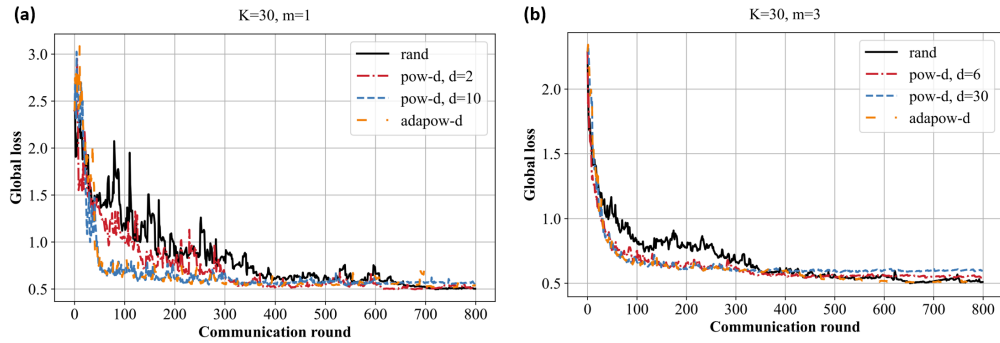 (a)
K=30, m=1
Global loss
3.0
2.5
2.0
1.5
1.0
0.5
rand
pow-d, d=2
pow-d, d=10
adapow-d
0 100 200 300 400 500 600 700 800
Communication round
(b)
K=30, m=3
Global loss
2.0
1.5
1.0
0.5
rand
pow-d, d=6
pow-d, d=30
adapow-d
0 100 200 300 400 500 600 700 800
Communication round